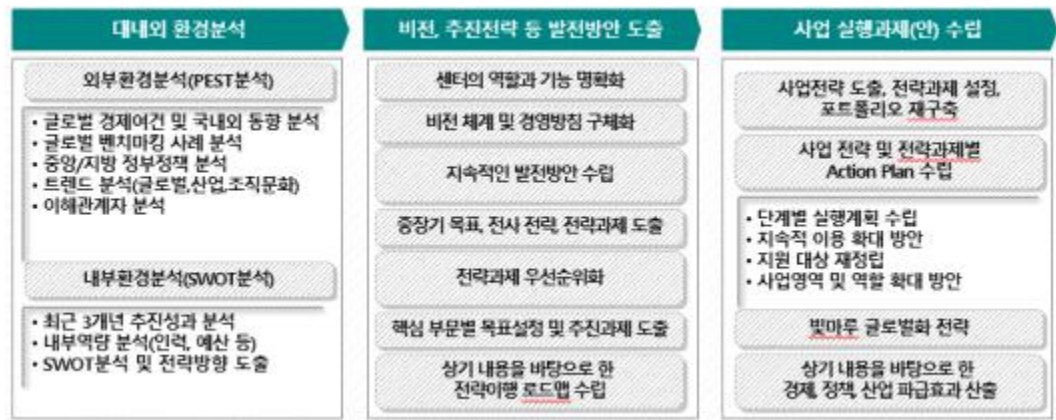 대내외 환경분석
외부환경분석(PEST분석)
• 글로벌 경제여건 및 국내외 동향 분석
• 글로벌 벤치마킹 사례 분석
• 중앙/지방 정부정책 분석
• 트렌드 분석(글로벌,산업,조직문화)
• 이해관계자 분석
내부환경분석(SWOT분석)
• 최근 3개년 추진성과 분석
• 내부역량 분석(인력, 예산 등)
• SWOT분석 및 전략방향 도출
비전, 추진전략 등 발전방안 도출
센터의 역할과 기능 명확화
비전 체계 및 경영방침 구체화
지속적인 발전방안 수립
중장기 목표, 전사 전략, 전략과제 도출
전략과제 우선순위화
핵심 부문별 목표설정 및 추진과제 도출
상기 내용을 바탕으로 한
전략이행 로드맵 수립
사업 실행과제(안) 수립
사업전략 도출, 전략과제 설정,
포트폴리오 재구축
사업 전략 및 전략과제별
Action Plan 수립
• 단계별 실행계획 수립
• 지속적 이용 확대 방안
• 지원 대상 재정립
• 사업영역 및 역할 확대 방안
빛마루 글로벌화 전략
상기 내용을 바탕으로 한
경제, 정책, 산업 파급효과 산출